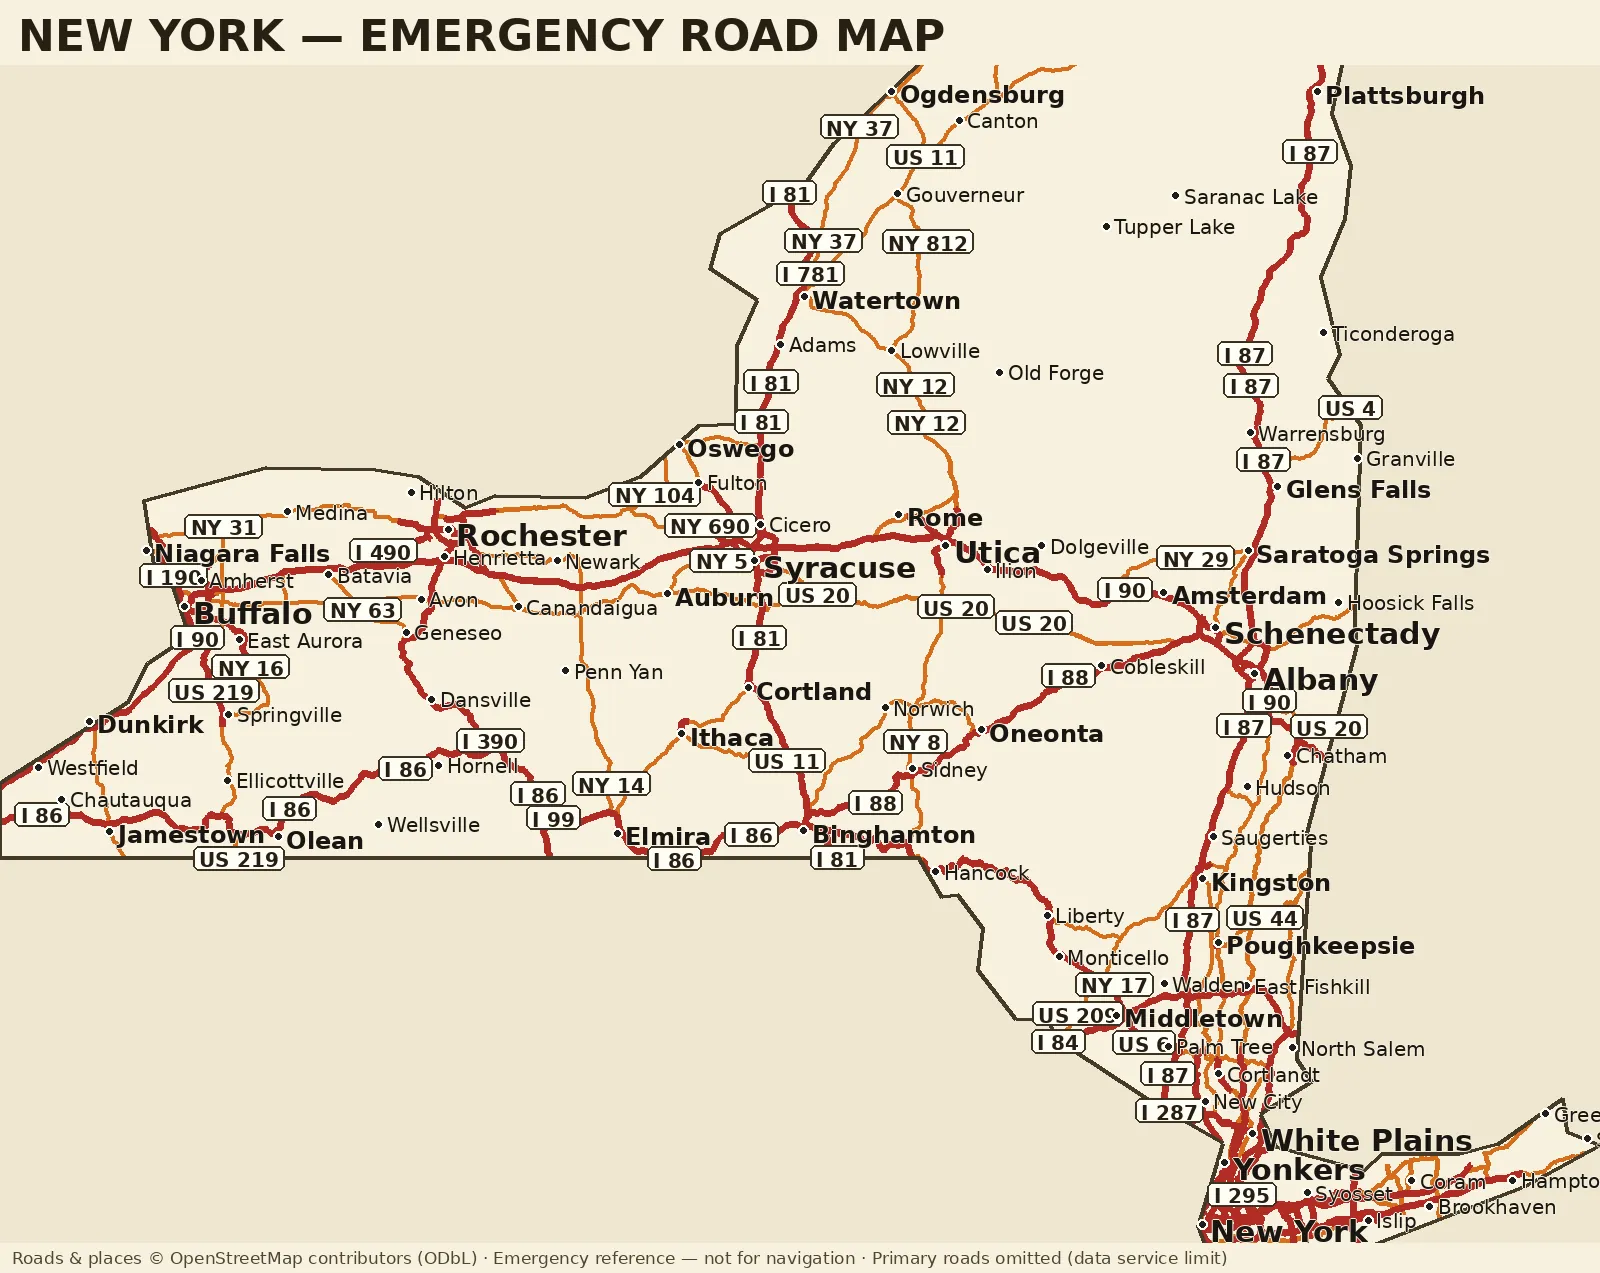 NEW YORK — EMERGENCY ROAD MAP
Ogdensburg
Plattsburgh
Canton
NY 37
US 11
I 87
I 81
Gouverneur
Saranac Lake
Tupper Lake
NY 37
NY 812
I 781
Watertown
Ticonderoga
Adams
Lowville
I 87
Old Forge
I 81
NY 12
I 87
US 4
I 81
NY 12
Warrensburg
Oswego
I 87
Granville
Fulton
Hilton
NY 104
Glens Falls
Medina
NY 31
NY 690
Cicero
Rome
Rochester
Niagara Falls
I 490
Henrietta
Newark
NY 5
Syracuse
Utica
Dolgeville
NY 29
Saratoga Springs
Ilion
I 190
Amherst
Batavia
I 90
Amsterdam
Buffalo
NY 63
Avon
Canandaigua
Auburn
US 20
US 20
Hoosick Falls
US 20
Schenectady
I 90
East Aurora
Geneseo
I 81
NY 16
Penn Yan
I 88
Cobleskill
Albany
US 219
Springville
Dansville
Cortland
Norwich
I 90
Dunkirk
I 390
Ithaca
NY 8
Oneonta
I 87
US 20
Westfield
I 86
Hornell
US 11
Sidney
Chatham
Ellicottville
NY 14
Hudson
Chautauqua
I 86
I 86
I 88
I 86
I 99
Jamestown
Olean
Wellsville
Elmira
I 86
Binghamton
Saugerties
US 219
I 86
I 81
Hancock
Kingston
Liberty
I 87
US 44
Poughkeepsie
Monticello
NY 17
Walden
East Fishkill
US 209
Middletown
I 84
US 6
Palm Tree
North Salem
I 87
Cortlandt
I 287
New City
Gree
White Plains
Yonkers
I 295
Syosset
Coram
Hampto
Brookhaven
New York
Islip
Roads & places © OpenStreetMap contributors (ODbL) · Emergency reference — not for navigation · Primary roads omitted (data service limit)